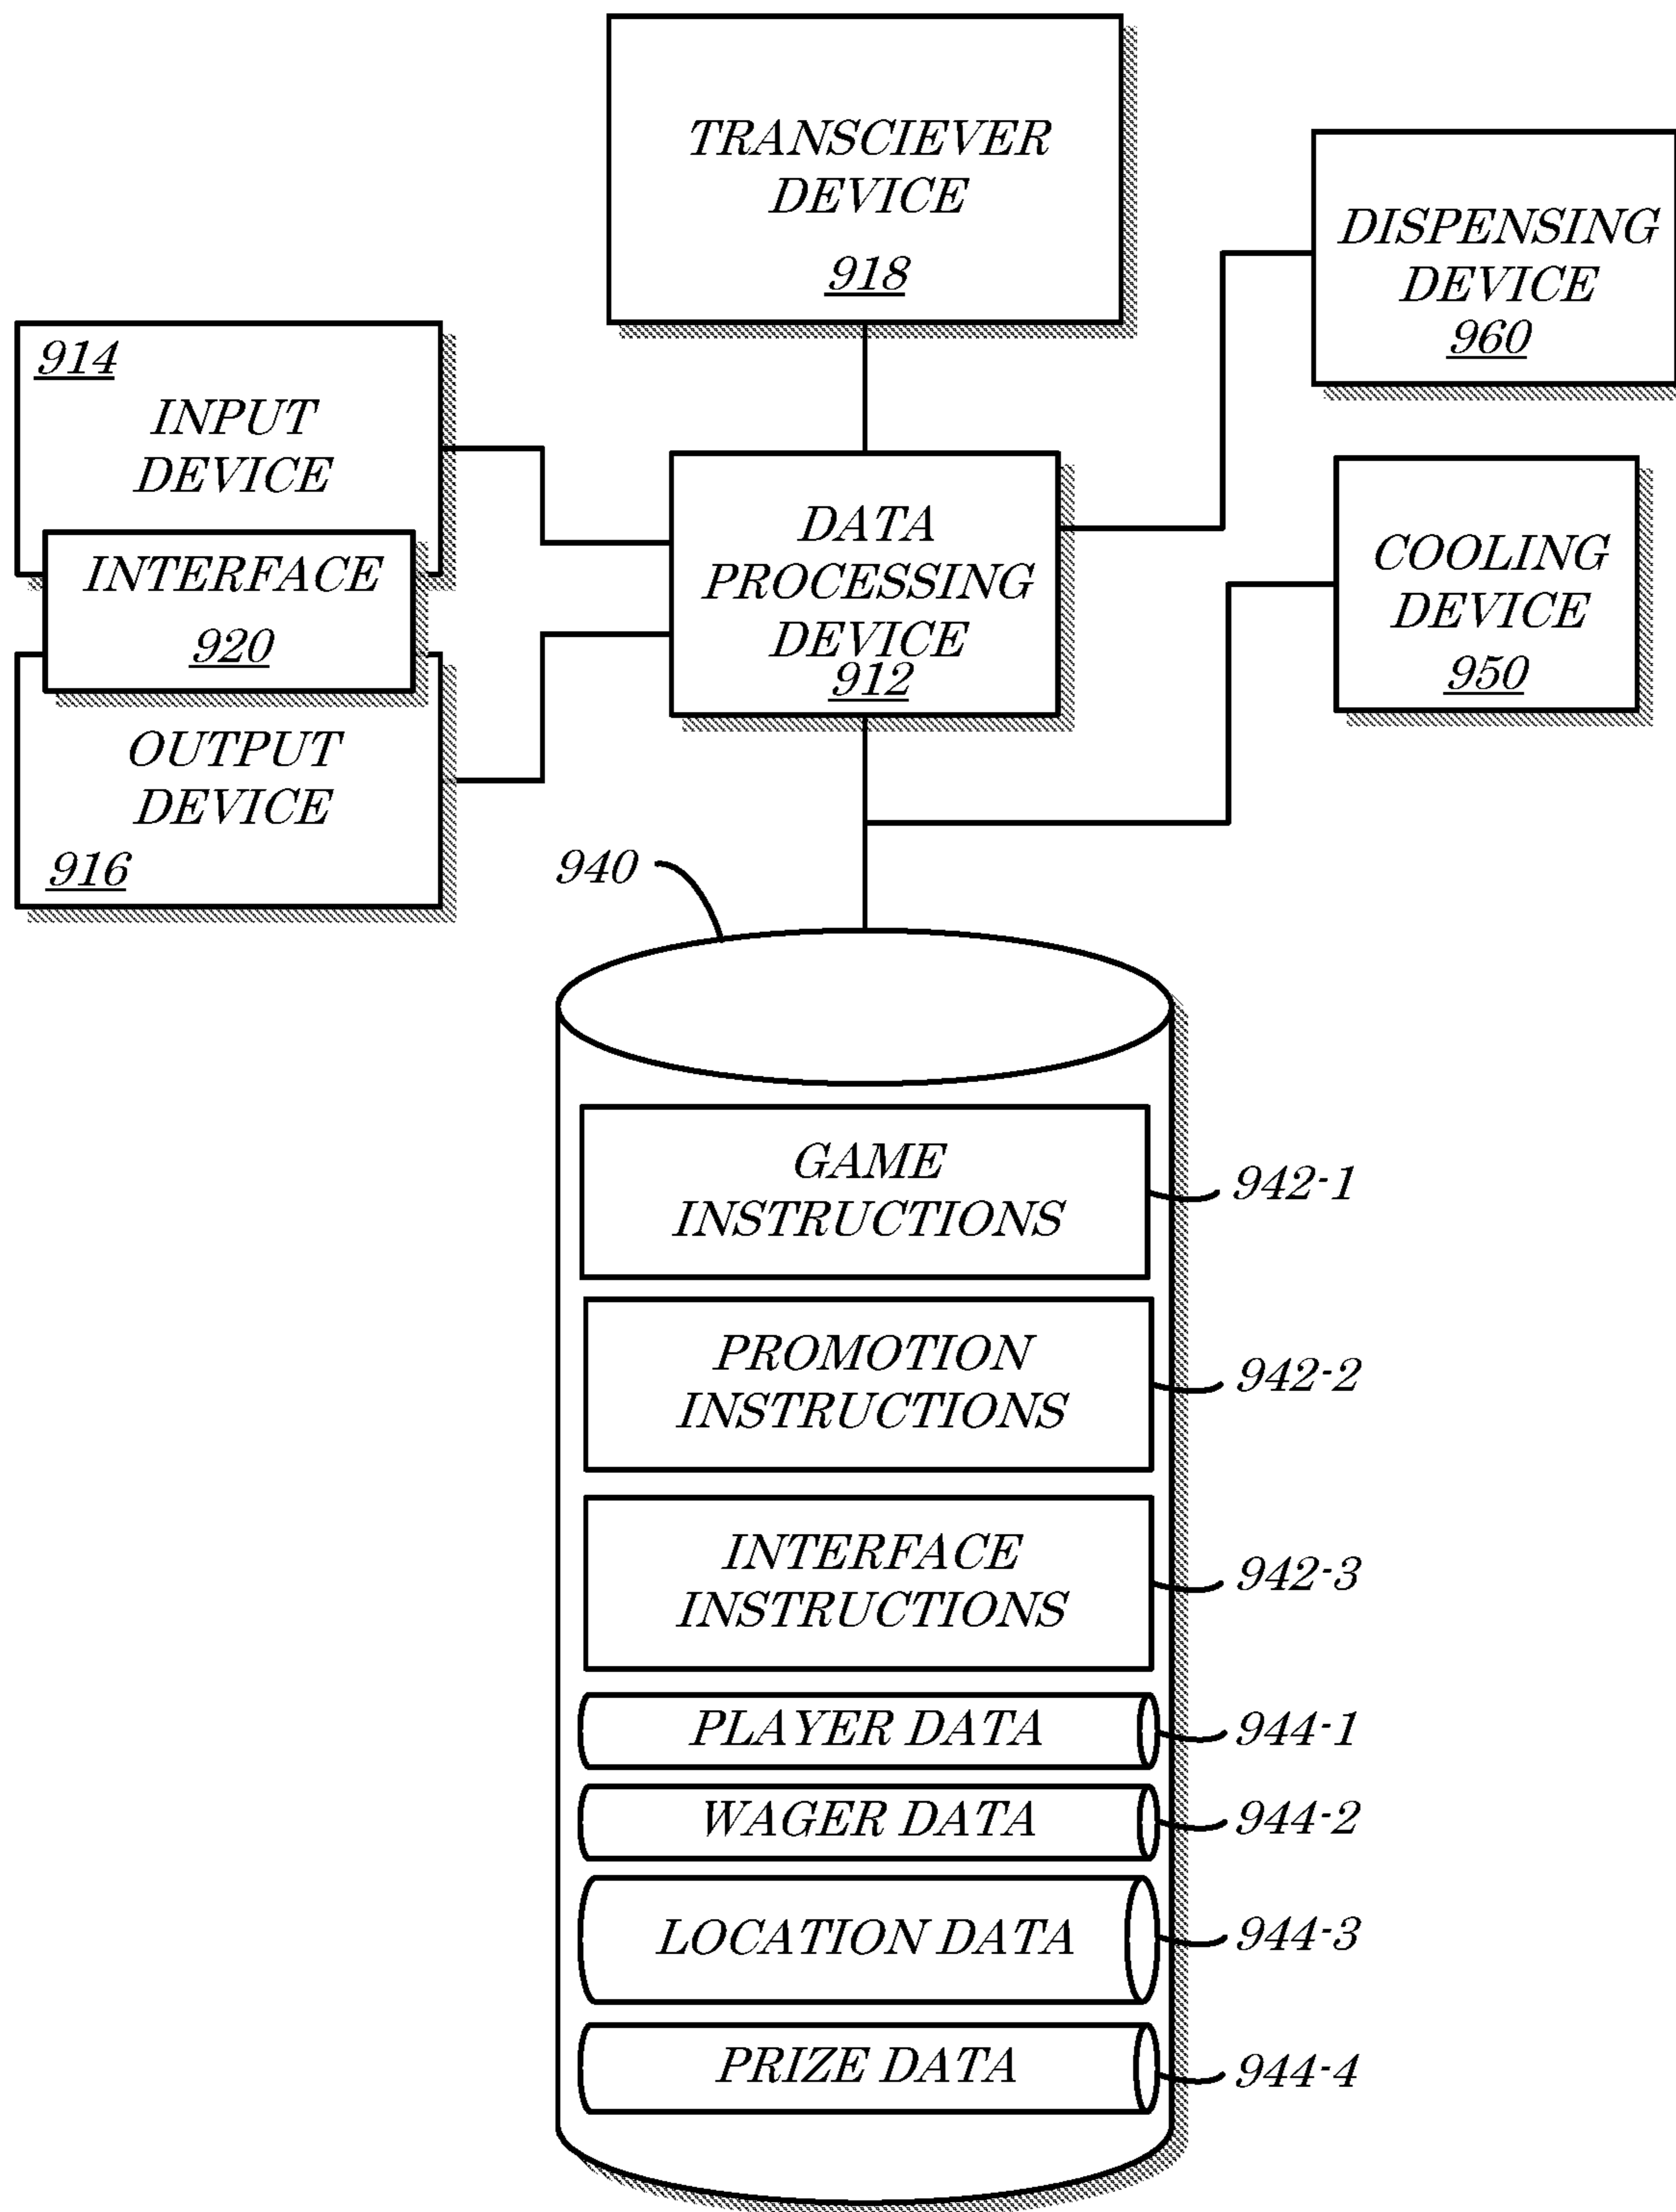 TRANSCIEVER
DEVICE
918
DISPENSING
DEVICE
960
914
INPUT
DEVICE
INTERFACE
920
OUTPUT
DEVICE
916
DATA
PROCESSING
DEVICE
912
COOLING
DEVICE
950
940
GAME
INSTRUCTIONS
942-1
PROMOTION
INSTRUCTIONS
942-2
INTERFACE
INSTRUCTIONS
942-3
PLAYER DATA
944-1
WAGER DATA
944-2
LOCATION DATA
944-3
PRIZE DATA
944-4